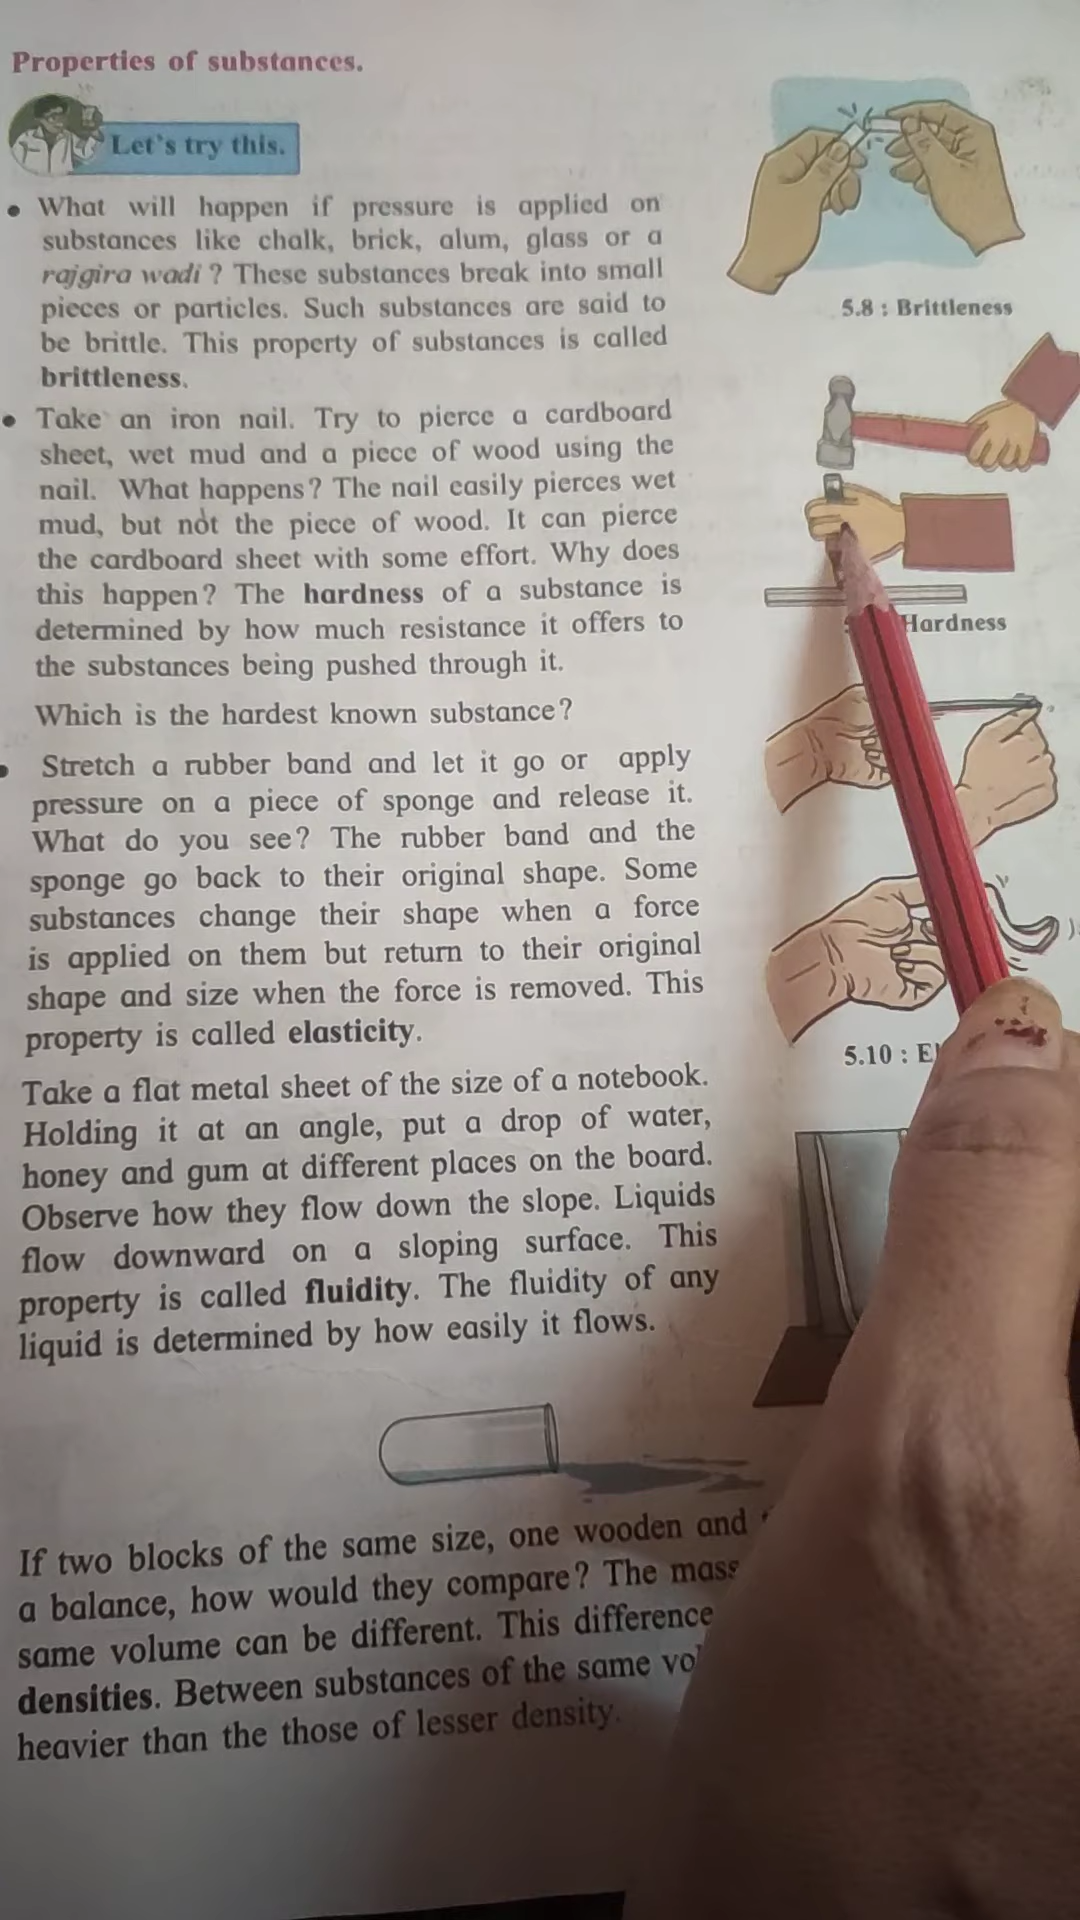 Properties of substances.
Let's try this.
• What will happen if pressure is applied on
substances like chalk, brick, alum, glass or a
rajgira wadi ? These substances break into small
pieces or particles. Such substances are said to
be brittle. This property of substances is called
brittleness.
• Take an iron nail. Try to pierce a cardboard
sheet, wet mud and a piece of wood using the
nail. What happens? The nail easily pierces wet
mud, but not the piece of wood. It can pierce
the cardboard sheet with some effort. Why does
this happen? The hardness of a substance is
determined by how much resistance it offers to
the substances being pushed through it.
Which is the hardest known substance?
• Stretch a rubber band and let it go or apply
pressure on a piece of sponge and release it.
What do you see? The rubber band and the
sponge go back to their original shape. Some
substances change their shape when a force
is applied on them but return to their original
shape and size when the force is removed. This
property is called elasticity.
Take a flat metal sheet of the size of a notebook.
Holding it at an angle, put a drop of water,
honey and gum at different places on the board.
Observe how they flow down the slope. Liquids
flow downward on a sloping surface. This
property is called fluidity. The fluidity of any
liquid is determined by how easily it flows.
If two blocks of the same size, one wooden and
a balance, how would they compare? The mass
same volume can be different. This difference
densities. Between substances of the same
heavier than the those of lesser density.
5.8 : Brittleness
Hardness
5.10 :